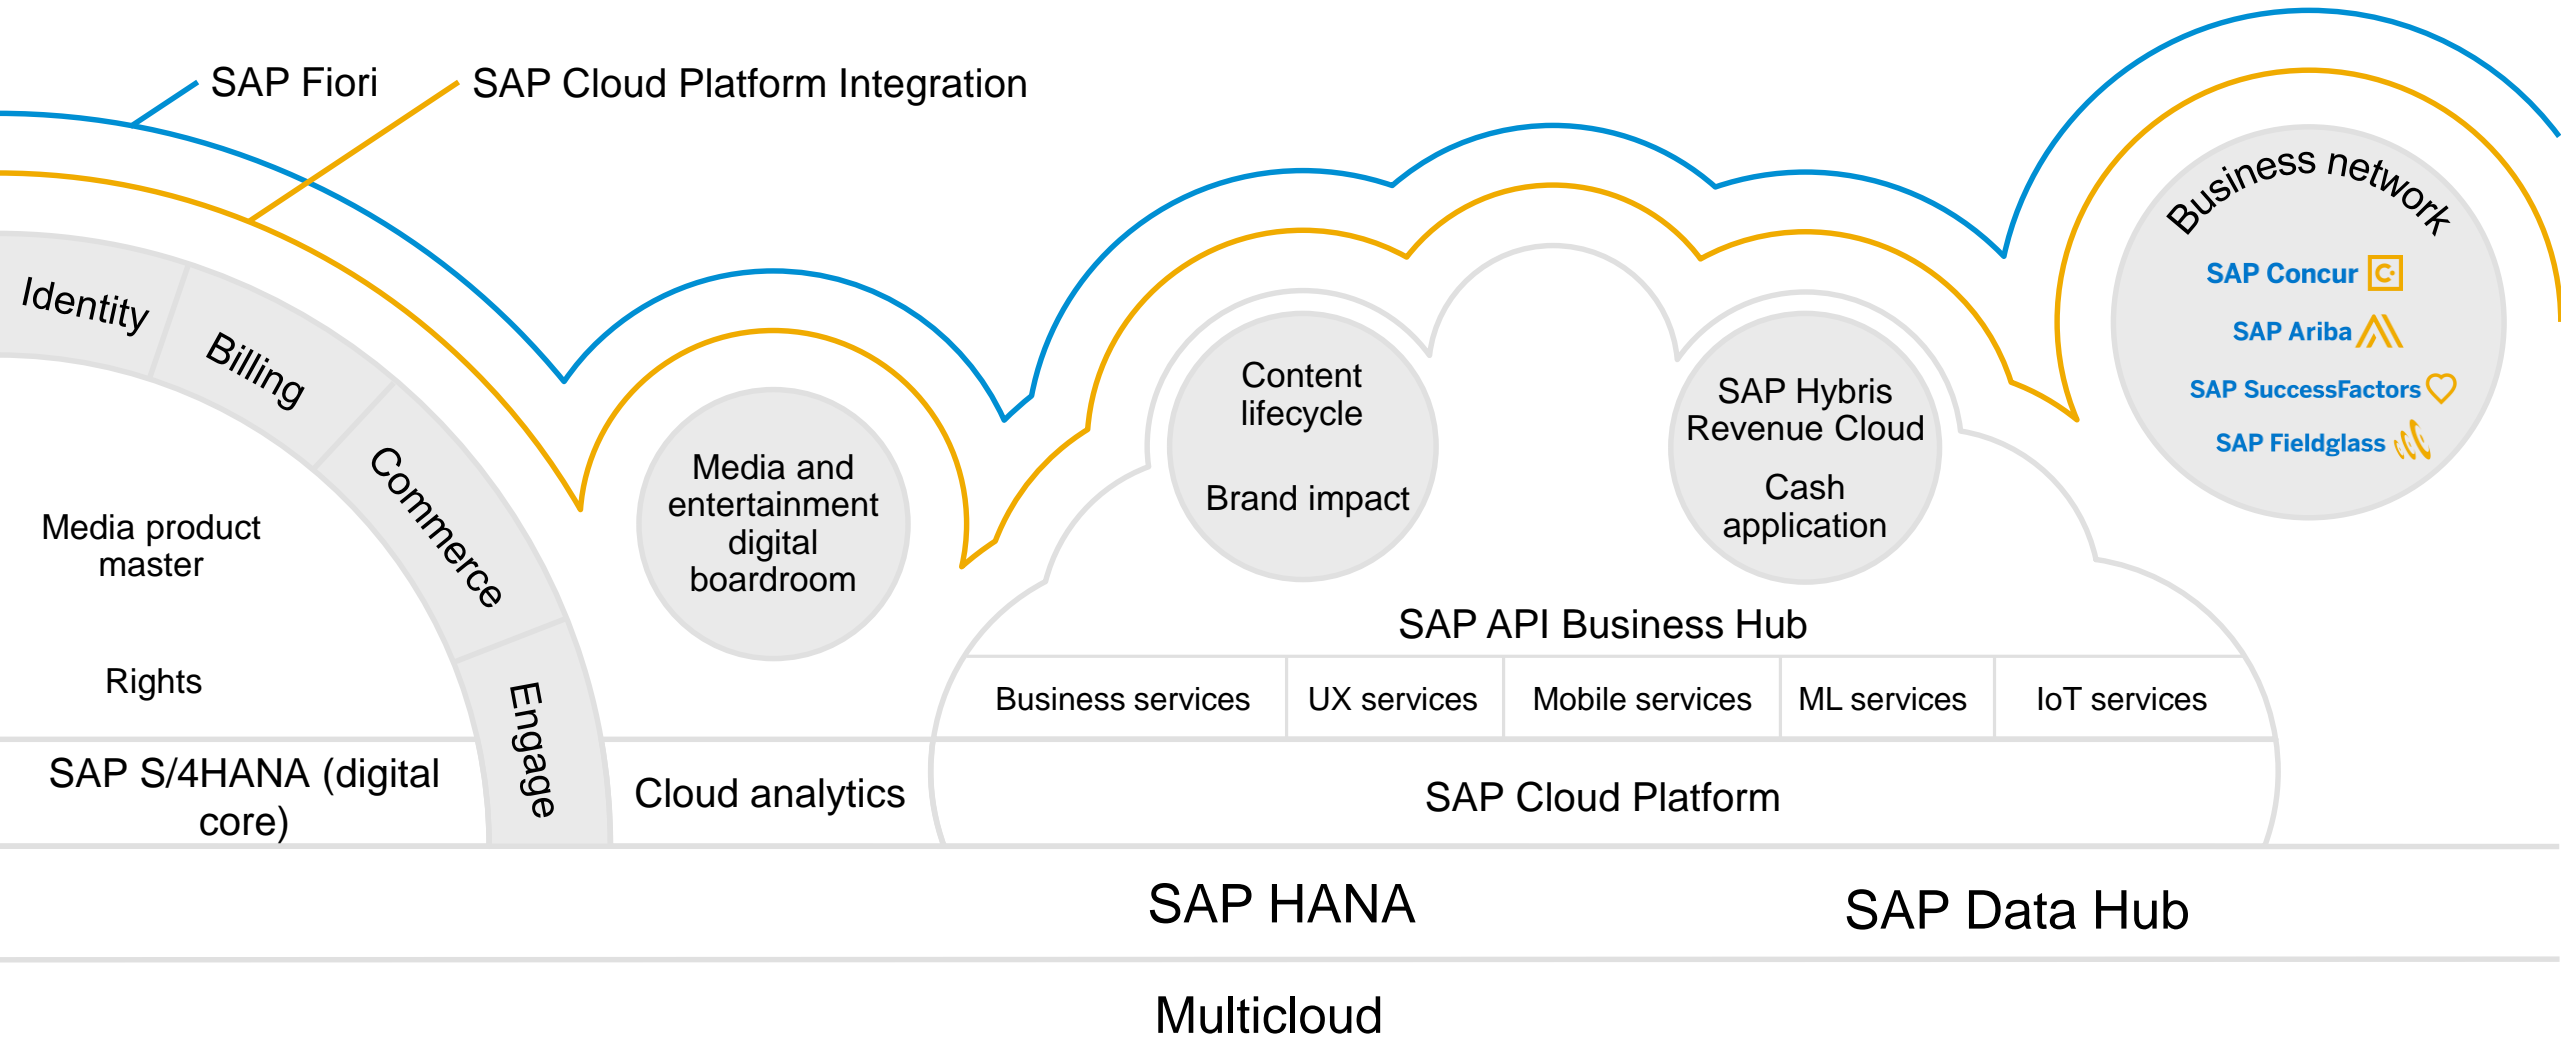 SAP Fiori
SAP Cloud Platform Integration
Identity
Billing
Commerce
Engage
Media product
master
Rights
SAP S/4HANA (digital
core)
Media and
entertainment
digital
boardroom
Cloud analytics
Content
lifecycle
Brand impact
SAP Hybris
Revenue Cloud
Cash
application
SAP API Business Hub
Business services
UX services
Mobile services
ML services
IoT services
SAP Cloud Platform
Business network
SAP Concur
SAP Ariba
SAP SuccessFactors
SAP Fieldglass
SAP HANA
SAP Data Hub
Multicloud